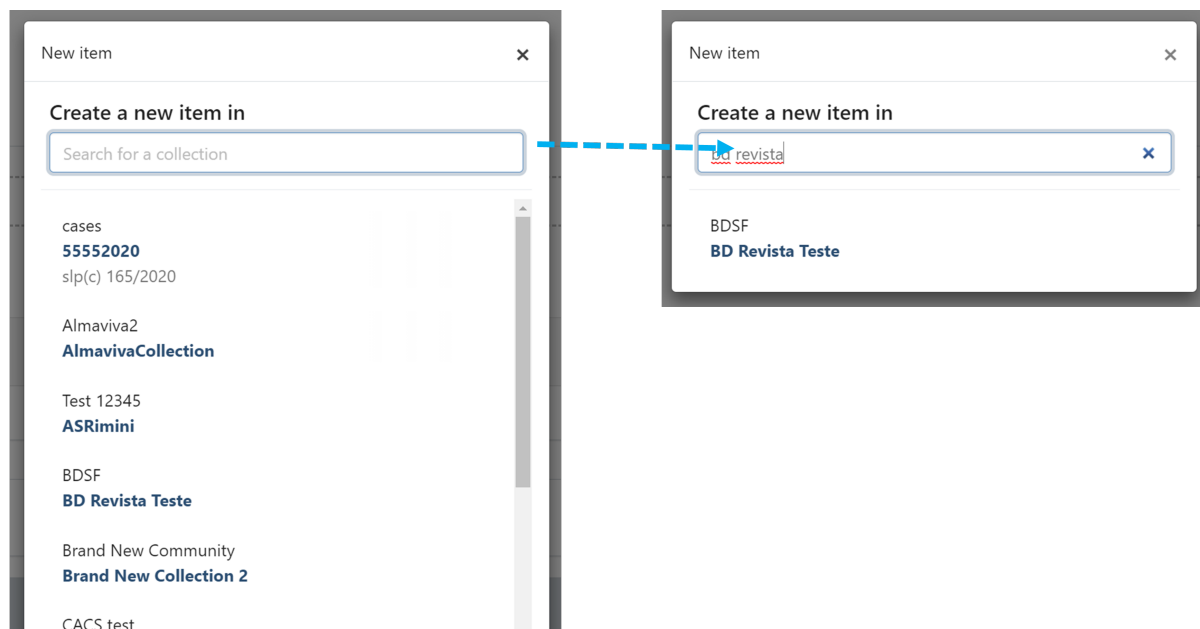 New item
Create a new item in
Search for a collection
cases
55552020
slp(c) 165/2020
Almaviva2
AlmavivaCollection
Test 12345
ASRimini
BDSF
BD Revista Teste
Brand New Community
Brand New Collection 2
CACS test
New item
Create a new item in
bd revista
BDSF
BD Revista Teste